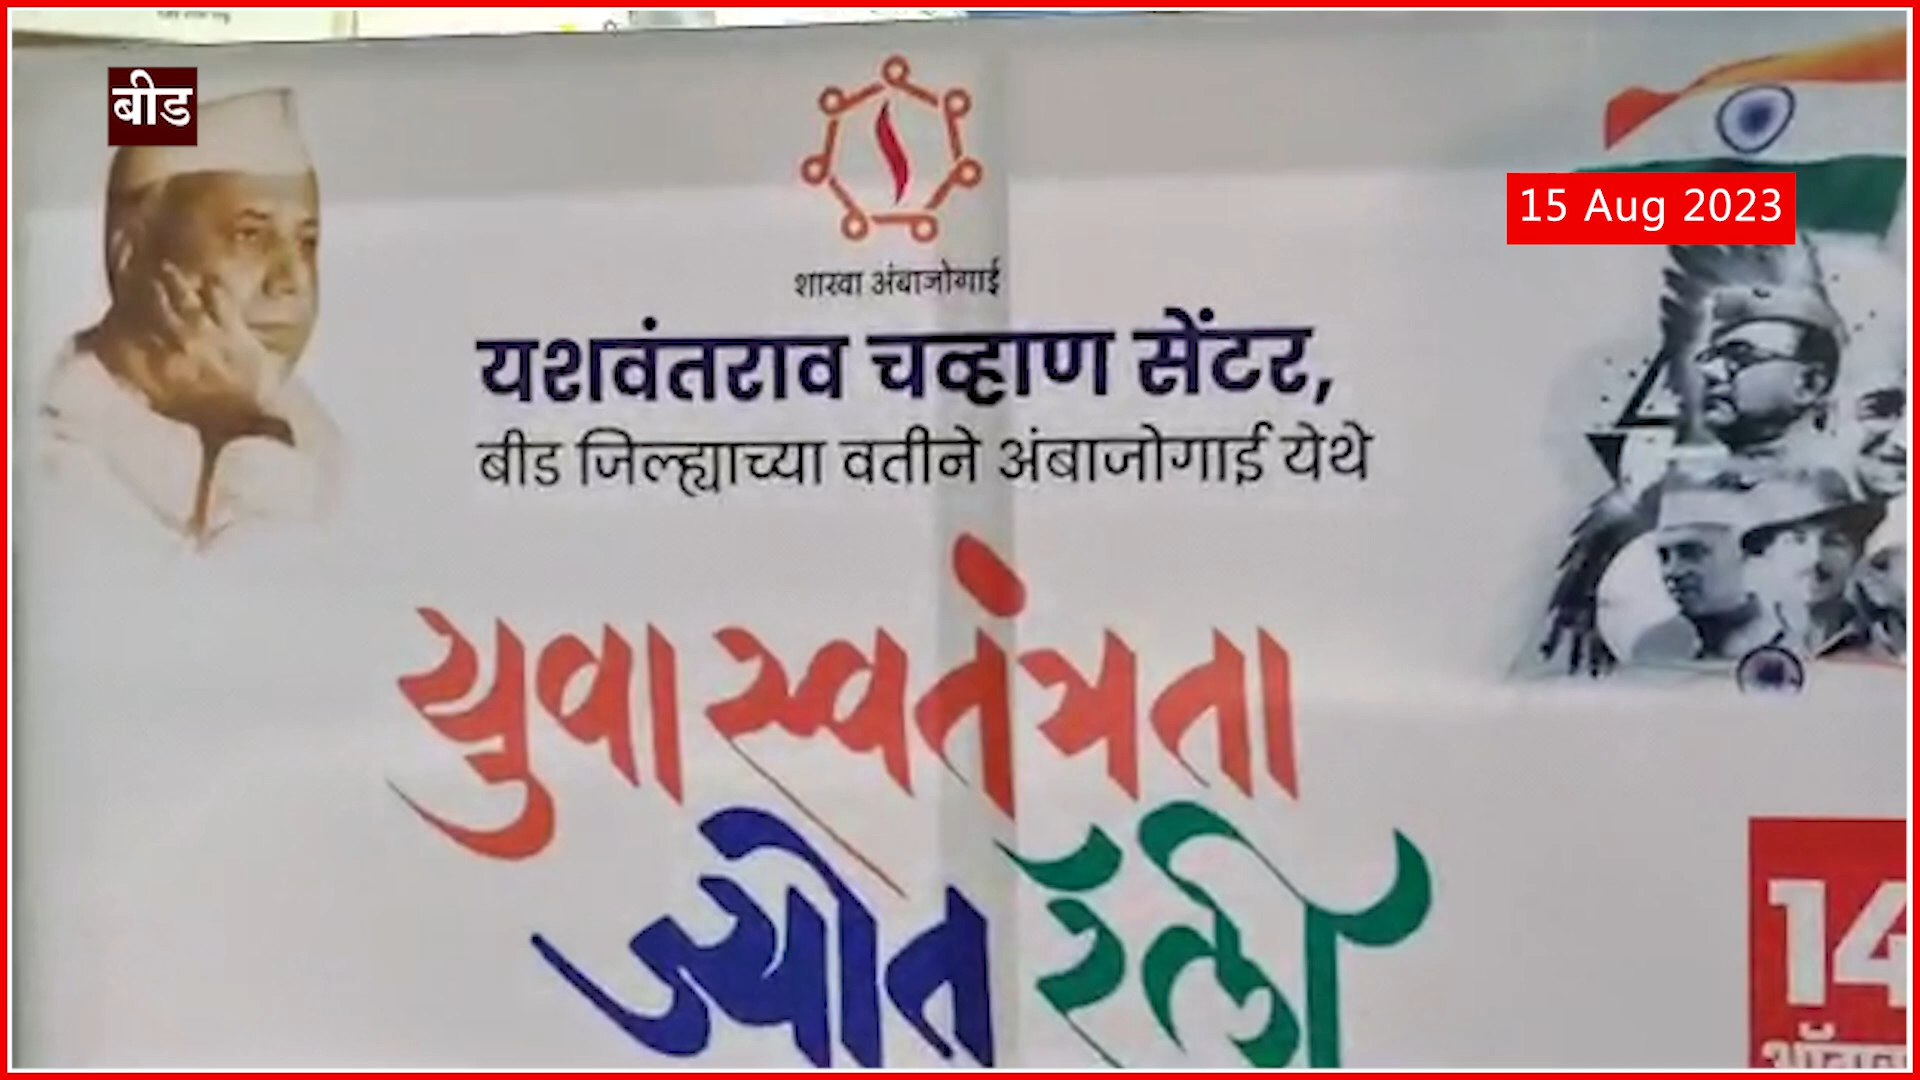 बीड
15 Aug 2023
शाखा अंबाजोगाई
यशवंतराव चव्हाण सेंटर,
बीड जिल्ह्याच्या वतीने अंबाजोगाई येथे
युवा स्वतंत्रता
ज्योत रॅली
14